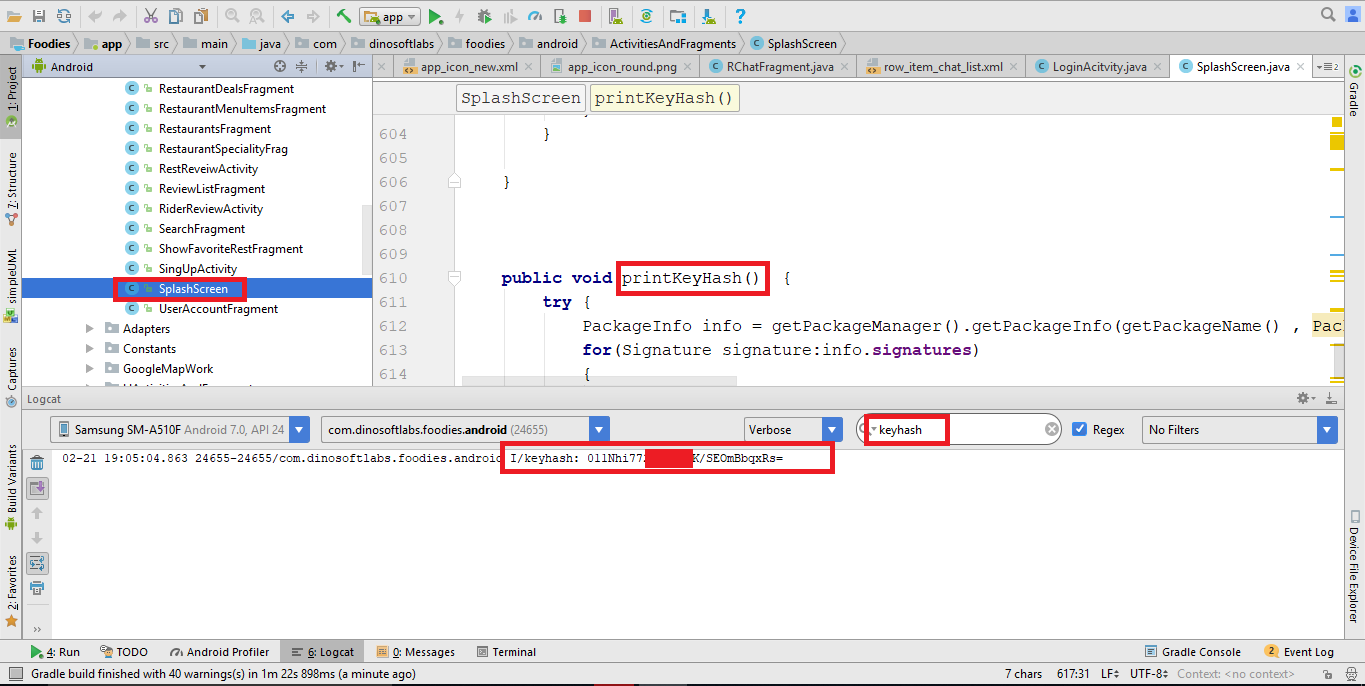 app
Foodies
app
src
main
java
com
dinosoftlabs
foodies
android
ActivitiesAndFragments
SplashScreen
Android
app_icon_new.xml
app_icon_round.png
RChatFragment.java
row_item_chat_list.xml
LoginAcitvity.java
SplashScreen.java
2
1: Project
7: Structure
simpleUML
Captures
Build Variants
2: Favorites
RestaurantDealsFragment
RestaurantMenuItemsFragment
RestaurantsFragment
RestaurantSpecialityFrag
RestReveiwActivity
ReviewListFragment
RiderReviewActivity
SearchFragment
ShowFavoriteRestFragment
SingUpActivity
SplashScreen
UserAccountFragment
Adapters
Constants
GoogleMapWork
SplashScreen
printKeyHash()
604 }
605
606 }
607
608
609
610 public void printKeyHash() {
611 try {
612 PackageInfo info = getPackageManager().getPackageInfo(getPackageName() , Pac
613 for(Signature signature:info.signatures)
614 {
Gradle
Device File Explorer
Logcat
Samsung SM-A510F Android 7.0, API 24
com.dinosoftlabs.foodies.android (24655)
Verbose
keyhash
Regex
No Filters
02-21 19:05:04.863 24655-24655/com.dinosoftlabs.foodies.android I/keyhash: K/SEOmBbqxRs=
4: Run
TODO
Android Profiler
6: Logcat
0: Messages
Terminal
Gradle Console
2 Event Log
Gradle build finished with 40 warnings(s) in 1m 22s 898ms (a minute ago)
7 chars
617:31
LF
UTF-8
Context: <no context>